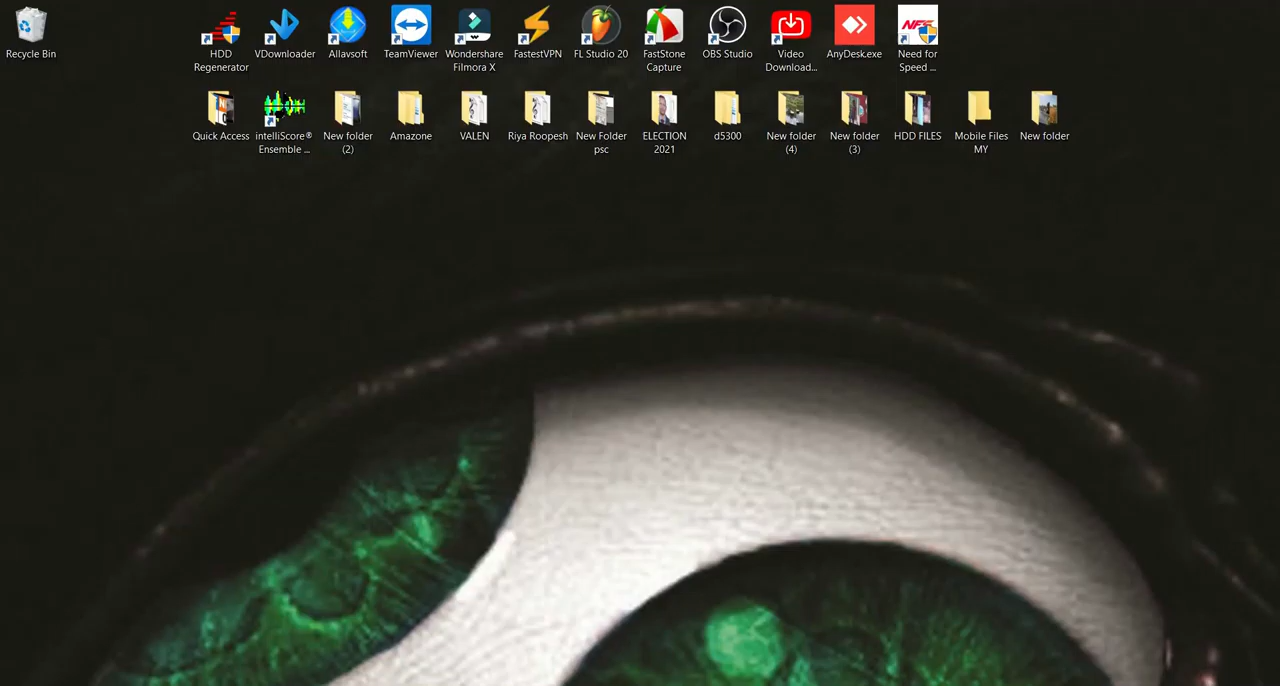 Recycle Bin
HDD
Regenerator
VDownloader
Allavsoft
TeamViewer
Wondershare
Filmora X
FastestVPN
FL Studio 20
FastStone
Capture
OBS Studio
Video
Download...
AnyDesk.exe
NFS
Need for
Speed ...
Quick Access
intelliScore®
Ensemble ...
New folder
(2)
Amazone
VALEN
Riya Roopesh
New Folder
psc
ELECTION
2021
d5300
New folder
(4)
New folder
(3)
HDD FILES
Mobile Files
MY
New folder